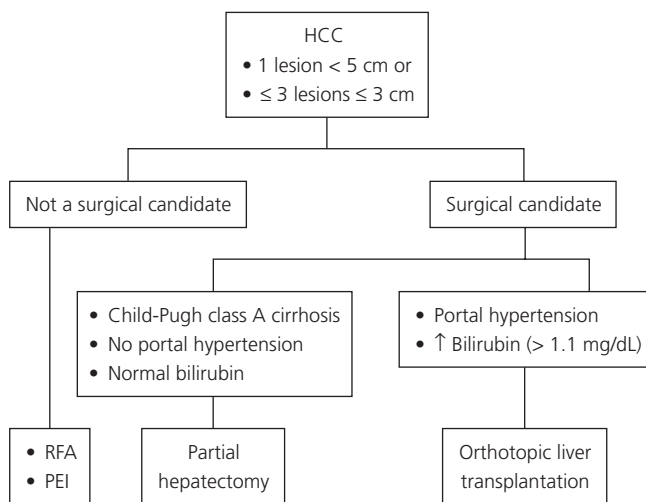 HCC
• 1 lesion < 5 cm or
• ≤ 3 lesions ≤ 3 cm
Not a surgical candidate
Surgical candidate
• Child-Pugh class A cirrhosis
• No portal hypertension
• Normal bilirubin
• Portal hypertension
• ↑ Bilirubin (> 1.1 mg/dL)
• RFA
• PEI
Partial
hepatectomy
Orthotopic liver
transplantation